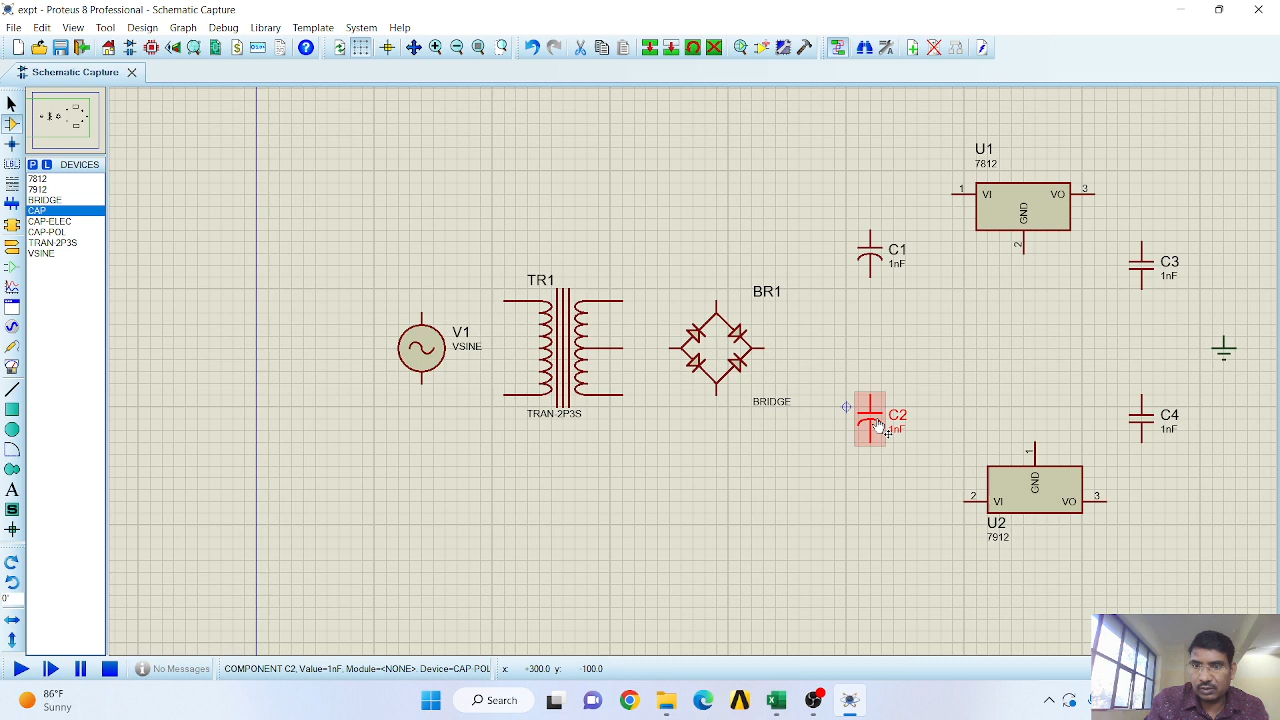 expt - Proteus 8 Professional - Schematic Capture
File Edit View Tool Design Graph Debug Library Template System Help
Schematic Capture
P L DEVICES
7812
7912
BRIDGE
CAP
CAP-ELEC
CAP-POL
TRAN 2P3S
VSINE
U1
7812
1 VI VO 3
GND
2
C1
1nF
C3
1nF
TR1
BR1
V1
VSINE
TRAN-2P3S
BRIDGE
C2
1nF
C4
1nF
1
GND
2 VI VO 3
U2
7912
LBL
A
S
0°
No Messages
COMPONENT C2, Value=1nF, Module=<NONE>, Device=CAP-POL
x: +300.0 y: -100.0
86°F
Sunny
Search